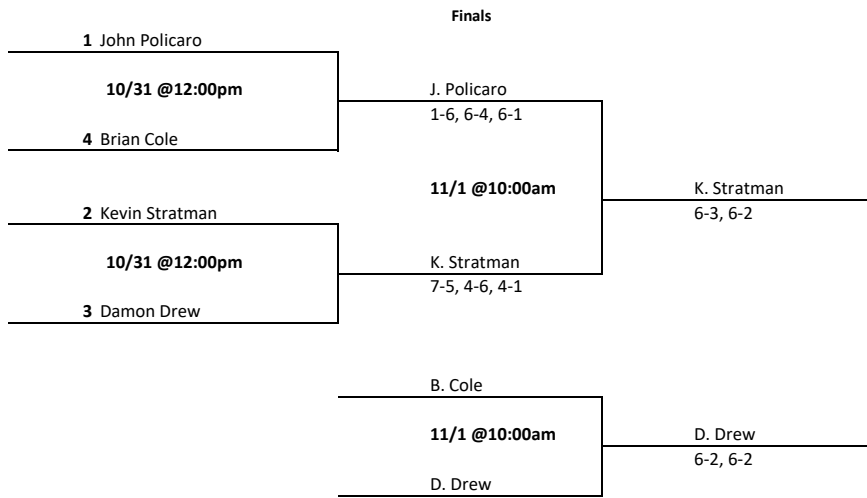 Finals
1 John Policaro
10/31 @12:00pm
J. Policaro
1-6, 6-4, 6-1
4 Brian Cole
11/1 @10:00am
K. Stratman
6-3, 6-2
2 Kevin Stratman
10/31 @12:00pm
K. Stratman
7-5, 4-6, 4-1
3 Damon Drew
B. Cole
11/1 @10:00am
D. Drew
6-2, 6-2
D. Drew